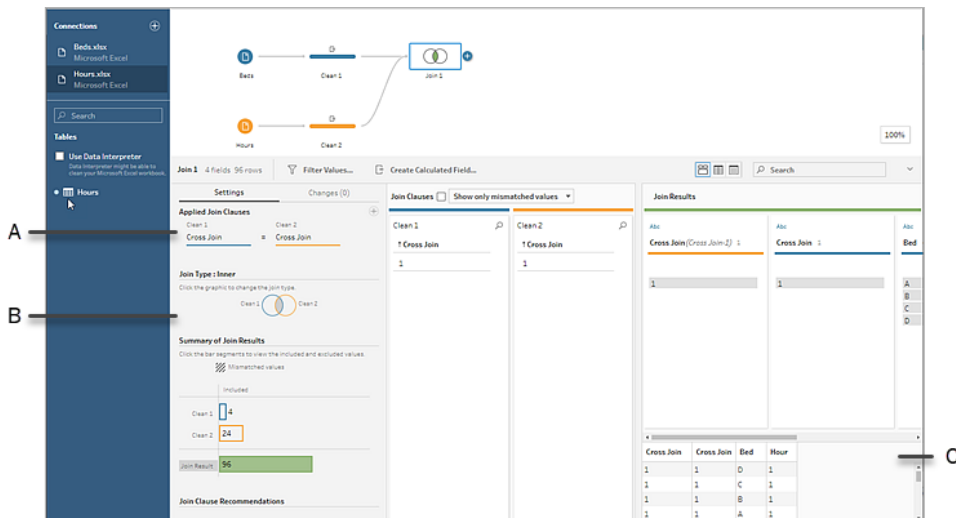 Connections
Beds.xlsx
Microsoft Excel
Hours.xlsx
Microsoft Excel
Search
Tables
Use Data Interpreter
Data Interpreter might be able to
clean your Microsoft Excel workbook.
Hours
Beds
Clean 1
Join 1
Hours
Clean 2
100%
Join 1 4 fields 96 rows
Filter Values...
Create Calculated Field...
Search
Settings
Changes (0)
Applied Join Clauses
Clean 1 Clean 2
Cross Join = Cross Join
Join Type : Inner
Click the graphic to change the join type.
Clean 1 Clean 2
Summary of Join Results
Click the bar segments to view the included and excluded values.
Mismatched values
Included
Clean 1 4
Clean 2 24
Join Result 96
Join Clause Recommendations
Join Clauses Show only mismatched values
Clean 1
Cross Join
1
Clean 2
Cross Join
1
Join Results
Abc
Cross Join (Cross Join-2) 1
1
Abc
Cross Join 1
1
Abc
Bed
A
B
C
D
Cross Join Cross Join Bed Hour
1 1 D 1
1 1 C 1
1 1 B 1
1 1 A 1
A
B
C